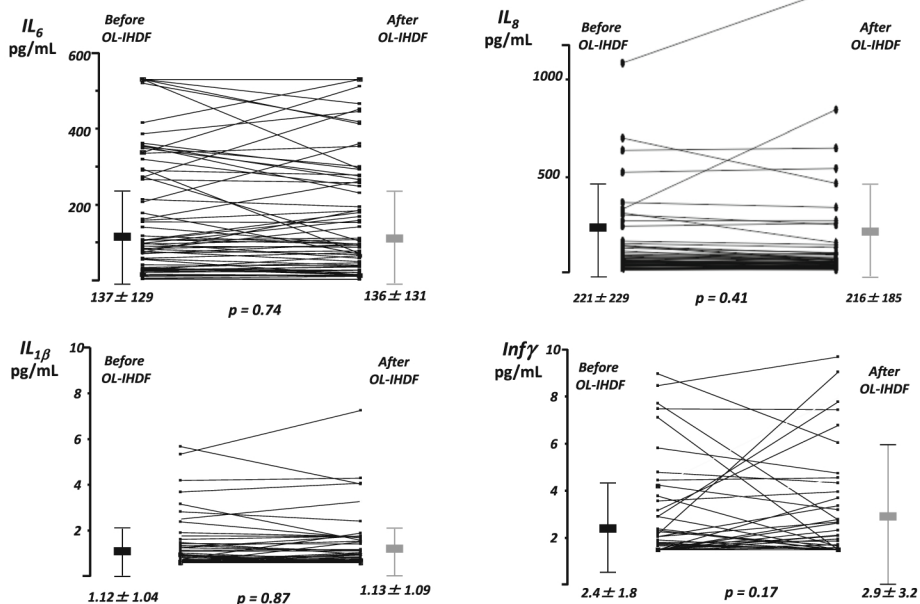 IL6
pg/mL
Before
OL-IHDF
After
OL-IHDF
600
400
200
137 ± 129
136 ± 131
p = 0.74
IL8
pg/mL
Before
OL-IHDF
After
OL-IHDF
1000
500
221 ± 229
p = 0.41
216 ± 185
IL1β
pg/mL
Before
OL-IHDF
After
OL-IHDF
10
8
6
4
2
1.12 ± 1.04
p = 0.87
1.13 ± 1.09
Infγ
pg/mL
Before
OL-IHDF
After
OL-IHDF
10
8
6
4
2
2.4 ± 1.8
p = 0.17
2.9 ± 3.2